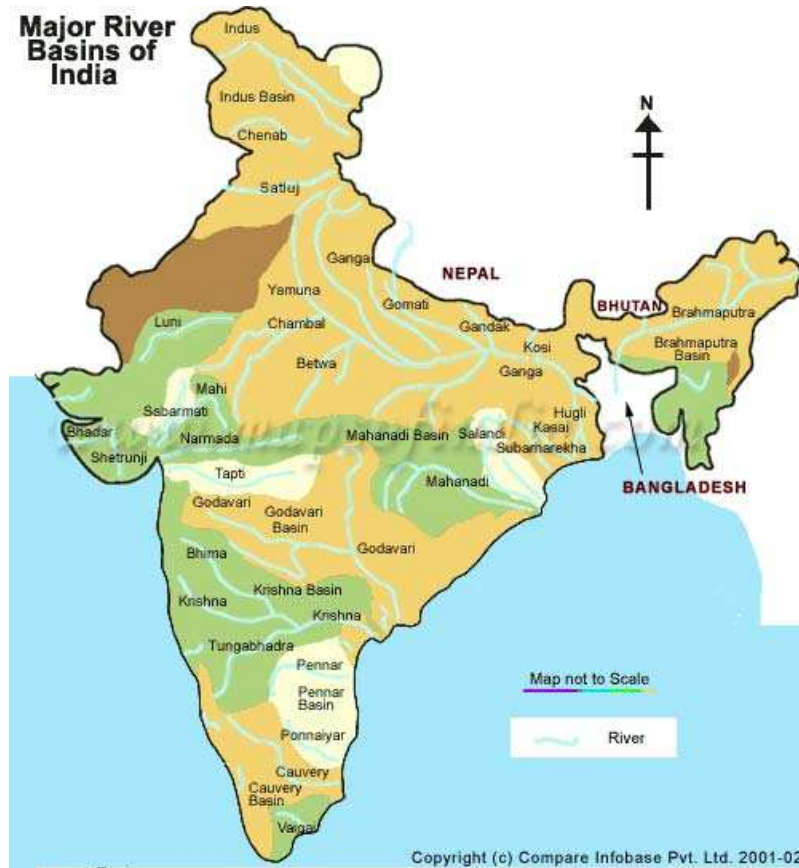 Major River
Basins of
India
Indus
Indus Basin
Chenab
Satluj
N
Ganga
NEPAL
Yamuna
Gomati
BHUTAN
Luni
Chambal
Gandak
Brahmaputra
Kosi
Brahmaputra
Basin
Betwa
Ganga
Mahi
Sabarmati
Hugli
Bhadar
Narmada
Mahanadi Basin
Salandi
Kasai
Subarnarekha
Shetrunji
Tapti
Mahanadi
BANGLADESH
Godavari
Godavari
Basin
Bhima
Godavari
Krishna Basin
Krishna
Krishna
Tungabhadra
Pennar
Map not to Scale
Pennar
Basin
Ponnaiyar
River
Cauvery
Cauvery
Basin
Vaigai
Copyright (c) Compare Infobase Pvt. Ltd. 2001-02